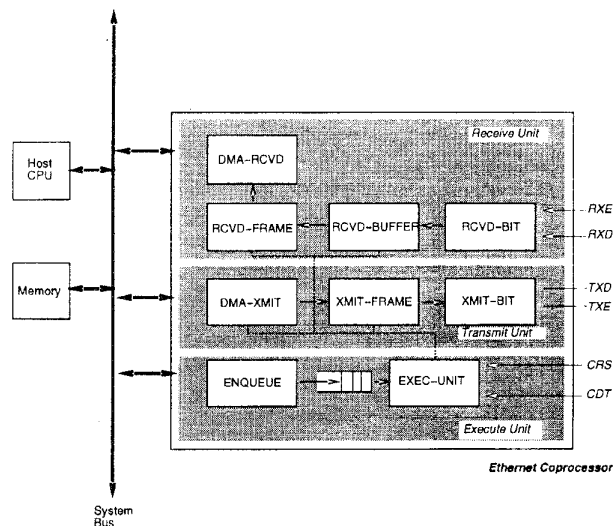 Receive Unit
Host
CPU
DMA-RCVD
RCVD-FRAME
RCVD-BUFFER
RCVD-BIT
RXE
RXD
Memory
DMA-XMIT
XMIT-FRAME
XMIT-BIT
TXD
TXE
Transmit Unit
ENQUEUE
EXEC-UNIT
CRS
CDT
Execute Unit
Ethernet Coprocessor
System
Bus